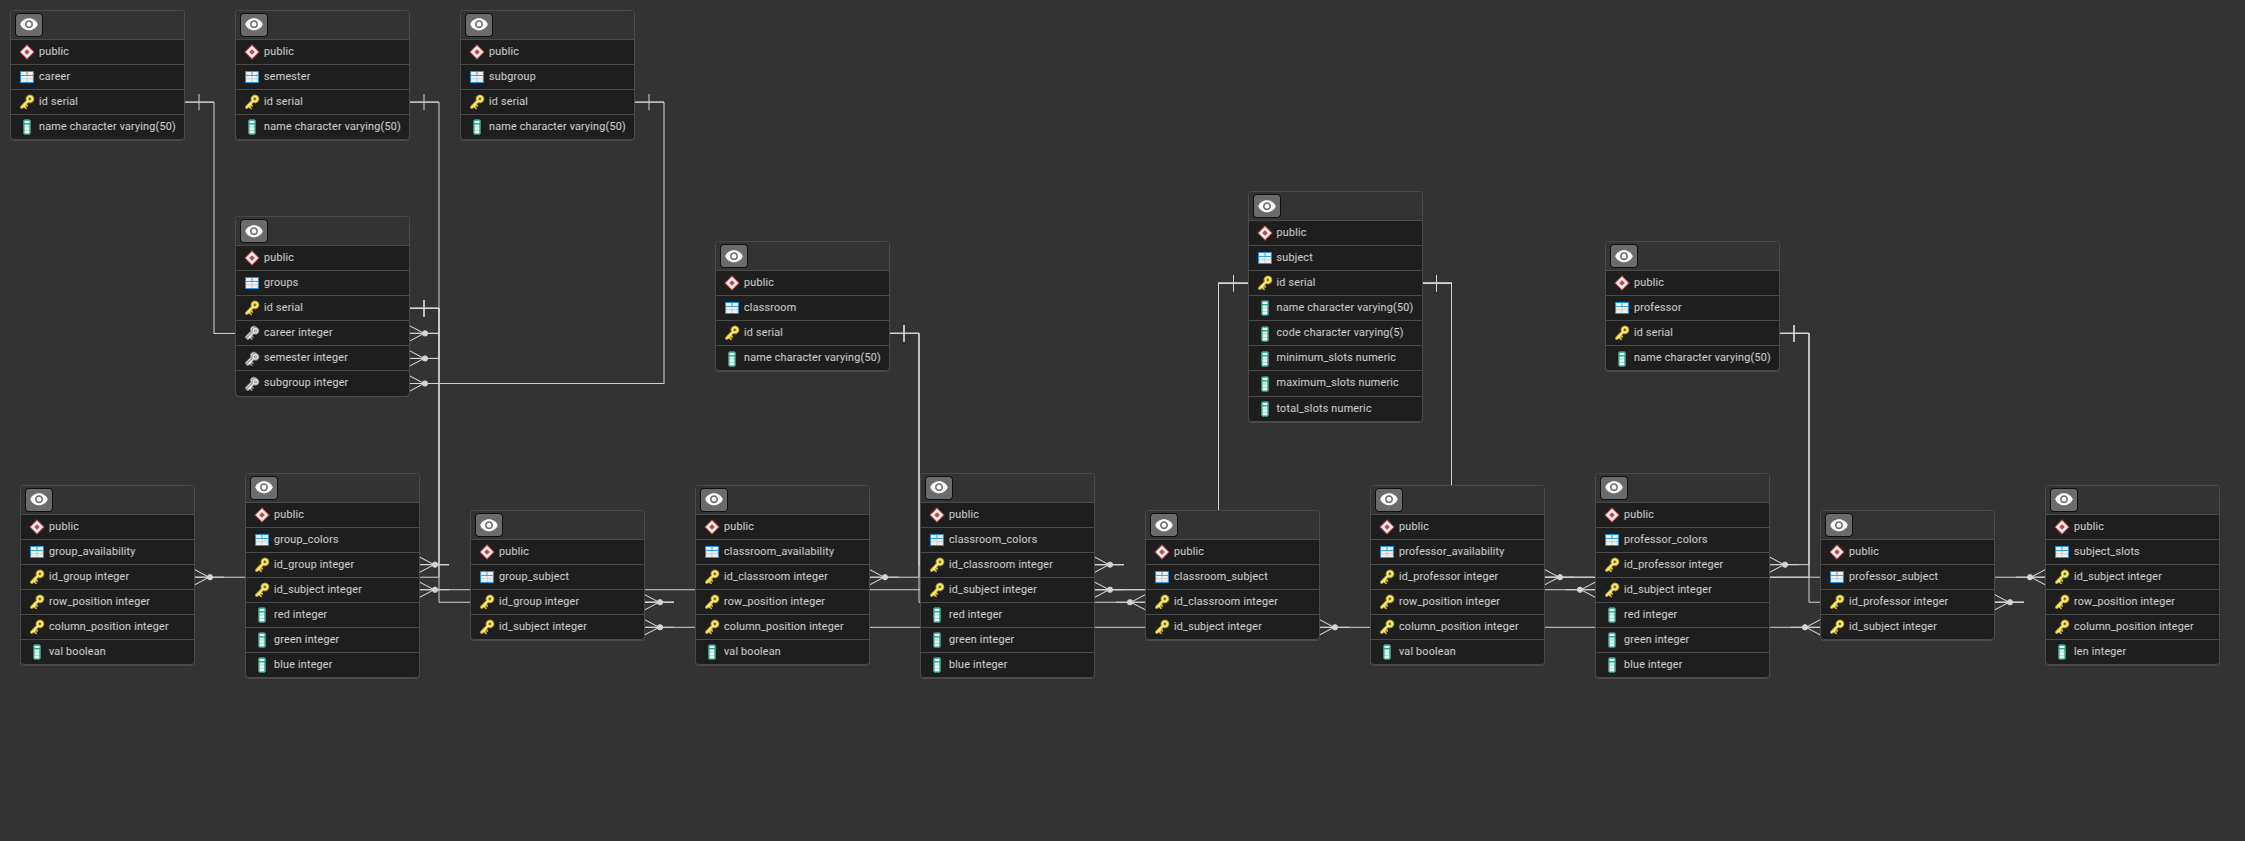 public
career
id serial
name character varying(50)
public
semester
id serial
name character varying(50)
public
subgroup
id serial
name character varying(50)
public
groups
id serial
career integer
semester integer
subgroup integer
public
classroom
id serial
name character varying(50)
public
subject
id serial
name character varying(50)
code character varying(5)
minimum_slots numeric
maximum_slots numeric
total_slots numeric
public
professor
id serial
name character varying(50)
public
group_availability
id_group integer
row_position integer
column_position integer
val boolean
public
group_colors
id_group integer
id_subject integer
red integer
green integer
blue integer
public
group_subject
id_group integer
id_subject integer
public
classroom_availability
id_classroom integer
row_position integer
column_position integer
val boolean
public
classroom_colors
id_classroom integer
id_subject integer
red integer
green integer
blue integer
public
classroom_subject
id_classroom integer
id_subject integer
public
professor_availability
id_professor integer
row_position integer
column_position integer
val boolean
public
professor_colors
id_professor integer
id_subject integer
red integer
green integer
blue integer
public
professor_subject
id_professor integer
id_subject integer
public
subject_slots
id_subject integer
row_position integer
column_position integer
len integer